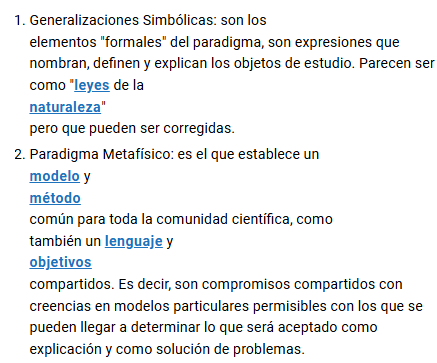 1. Generalizaciones Simbólicas: son los
elementos "formales" del paradigma, son expresiones que
nombran, definen y explican los objetos de estudio. Parecen ser
como "leyes de la
naturaleza"
pero que pueden ser corregidas.
2. Paradigma Metafísico: es el que establece un
modelo y
método
común para toda la comunidad científica, como
también un lenguaje y
objetivos
compartidos. Es decir, son compromisos compartidos con
creencias en modelos particulares permisibles con los que se
pueden llegar a determinar lo que será aceptado como
explicación y como solución de problemas.